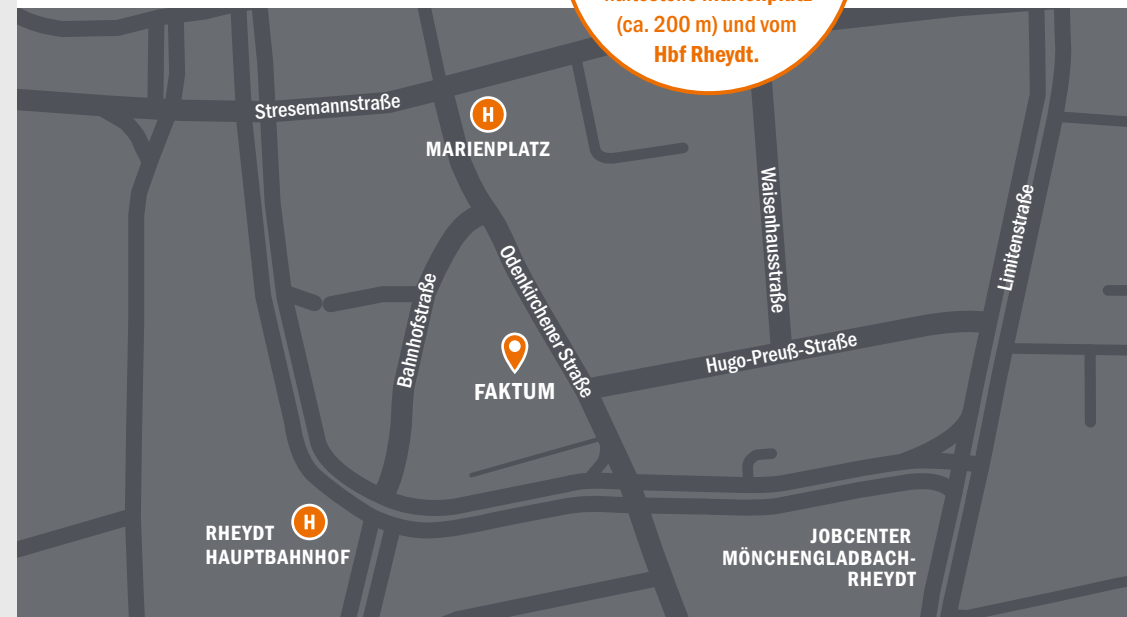 (ca. 200 m) und vom
Hbf Rheydt.
Stresemannstraße
H
MARIENPLATZ
Waisenhausstraße
Limitenstraße
Odenkirchener Straße
Bahnhofstraße
Hugo-Preuß-Straße
FAKTUM
H
RHEYDT
HAUPTBAHNHOF
JOBCENTER
MÖNCHENGLADBACH-
RHEYDT